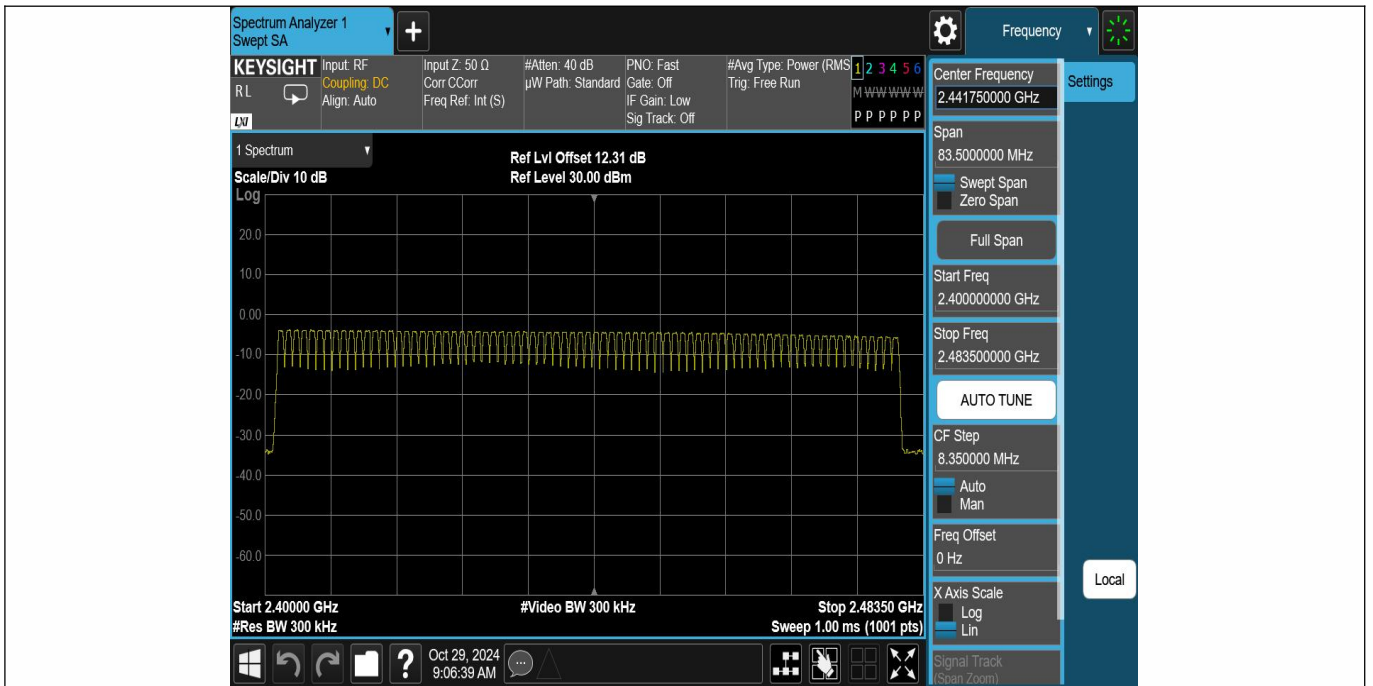 Spectrum Analyzer 1
Swept SA
+
Frequency
KEYSIGHT
RL
LXI
Input: RF
Coupling: DC
Align: Auto
Input Z: 50 Ω
Corr CCorr
Freq Ref: Int (S)
#Atten: 40 dB
µW Path: Standard
PNO: Fast
Gate: Off
IF Gain: Low
Sig Track: Off
#Avg Type: Power (RMS
Trig: Free Run
1 2 3 4 5 6
M W W W W W
P P P P P P
Center Frequency
2.441750000 GHz
Settings
Span
83.5000000 MHz
Swept Span
Zero Span
Full Span
Start Freq
2.400000000 GHz
Stop Freq
2.483500000 GHz
AUTO TUNE
CF Step
8.350000 MHz
Auto
Man
Freq Offset
0 Hz
X Axis Scale
Log
Lin
Signal Track
(Span Zoom)
Local
1 Spectrum
Scale/Div 10 dB
Ref Lvl Offset 12.31 dB
Ref Level 30.00 dBm
Log
20.0
10.0
0.00
-10.0
-20.0
-30.0
-40.0
-50.0
-60.0
Start 2.40000 GHz
#Video BW 300 kHz
Stop 2.48350 GHz
#Res BW 300 kHz
Sweep 1.00 ms (1001 pts)
?
Oct 29, 2024
9:06:39 AM